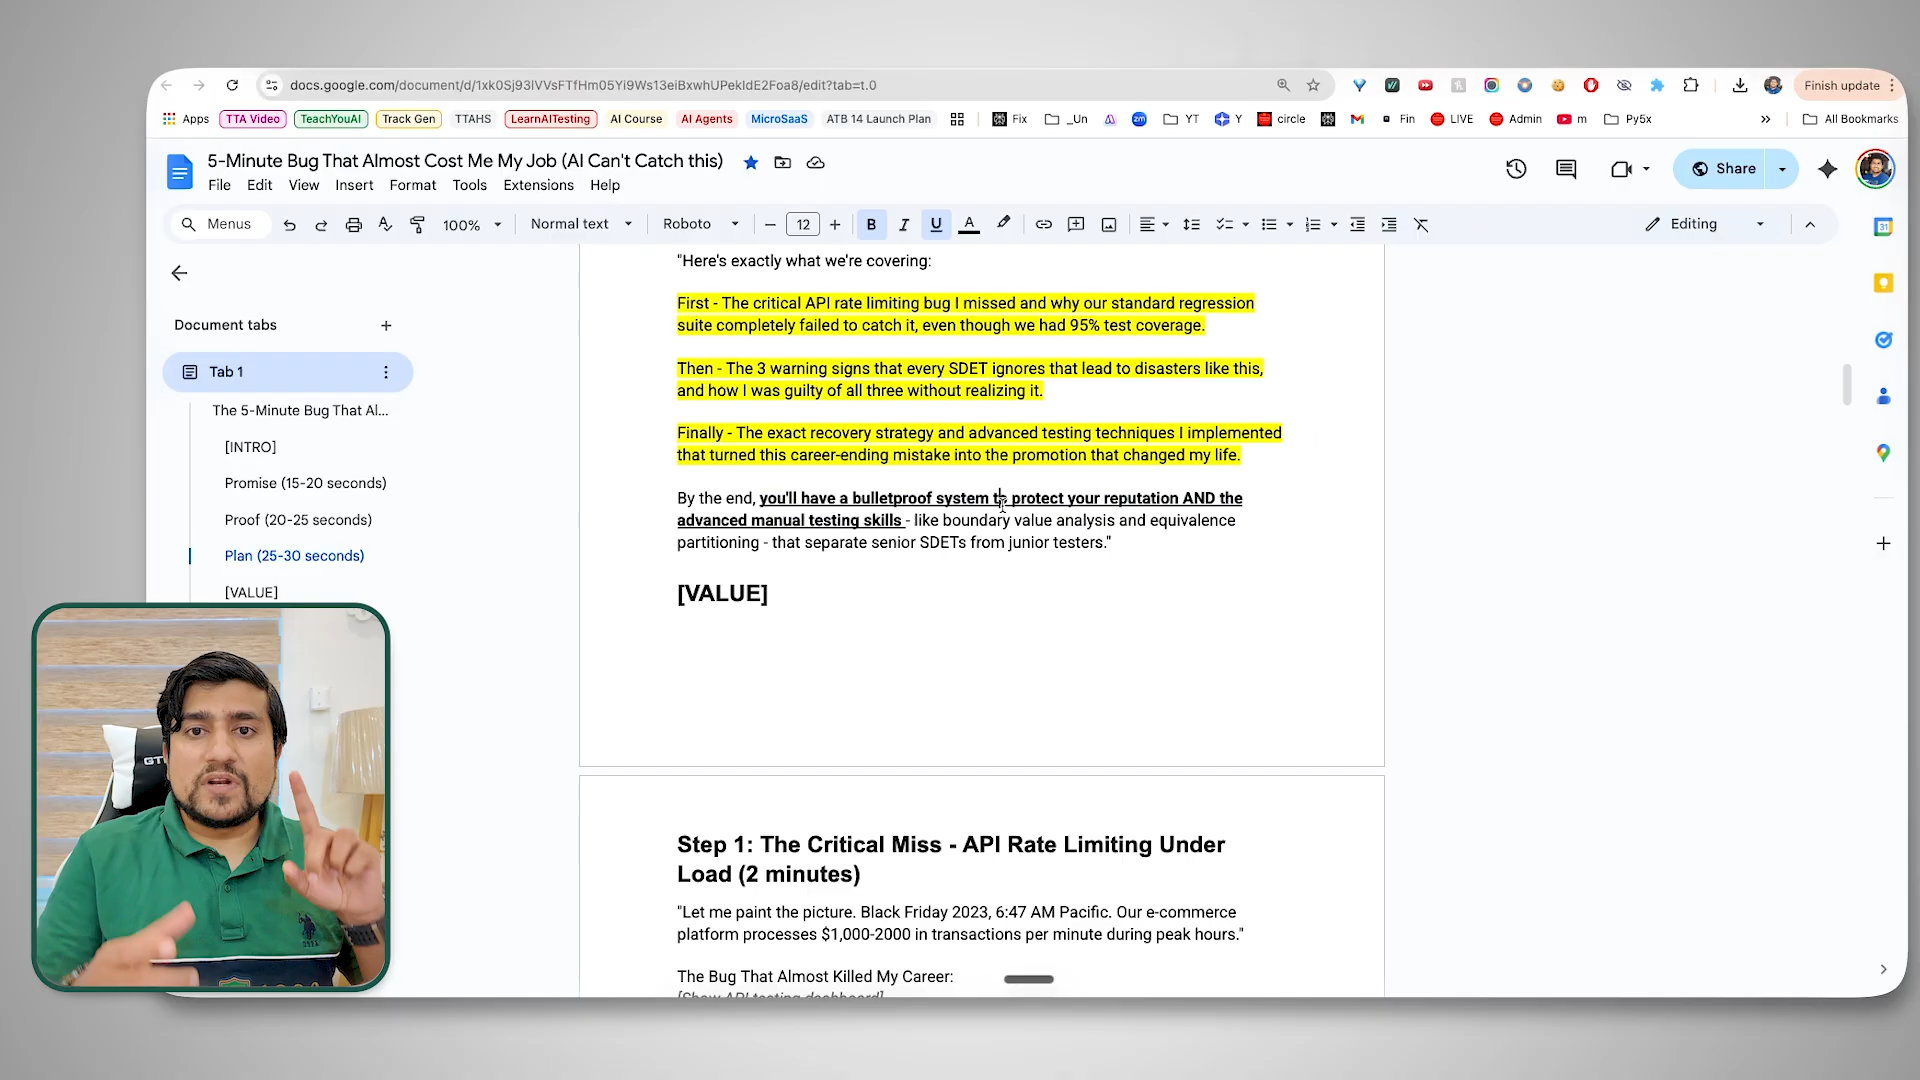 docs.google.com/document/d/1xk0Sj93lVVsFTfHm05Yi9Ws13eiBxwhUPekIdE2Foa8/edit?tab=t.0
Finish update
Apps
TTA Video
TeachYouAI
Track Gen
TTAHS
LearnAITesting
AI Course
AI Agents
MicroSaaS
ATB 14 Launch Plan
Fix
_Un
YT
Y
circle
Fin
LIVE
Admin
m
Py5x
All Bookmarks
5-Minute Bug That Almost Cost Me My Job (AI Can't Catch this)
File Edit View Insert Format Tools Extensions Help
Share
Menus
100%
Normal text
Roboto
12
B I U A
Editing
Document tabs
Tab 1
The 5-Minute Bug That Al...
[INTRO]
Promise (15-20 seconds)
Proof (20-25 seconds)
Plan (25-30 seconds)
[VALUE]
"Here's exactly what we're covering:
First - The critical API rate limiting bug I missed and why our standard regression
suite completely failed to catch it, even though we had 95% test coverage.
Then - The 3 warning signs that every SDET ignores that lead to disasters like this,
and how I was guilty of all three without realizing it.
Finally - The exact recovery strategy and advanced testing techniques I implemented
that turned this career-ending mistake into the promotion that changed my life.
By the end, you'll have a bulletproof system to protect your reputation AND the
advanced manual testing skills - like boundary value analysis and equivalence
partitioning - that separate senior SDETs from junior testers."
[VALUE]
Step 1: The Critical Miss - API Rate Limiting Under
Load (2 minutes)
"Let me paint the picture. Black Friday 2023, 6:47 AM Pacific. Our e-commerce
platform processes $1,000-2000 in transactions per minute during peak hours."
The Bug That Almost Killed My Career:
[Show API testing dashboard]
31
GT